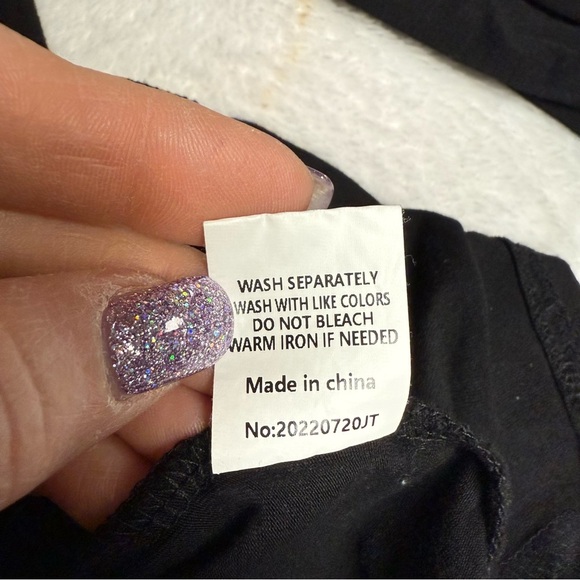 WASH SEPARATELY
WASH WITH LIKE COLORS
DO NOT BLEACH
WARM IRON IF NEEDED
Made in china
No:20220720JT